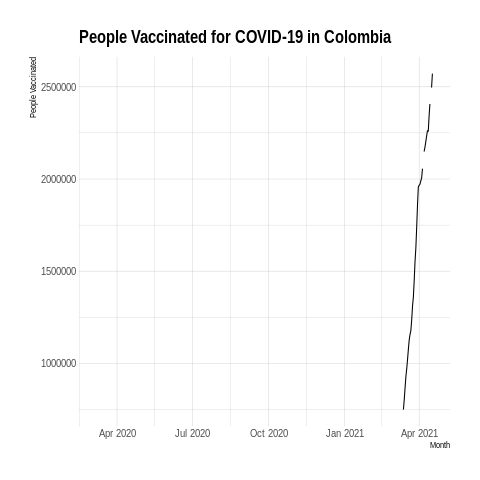 People Vaccinated for COVID-19 in Colombia
People Vaccinated
2500000
2000000
1500000
1000000
Apr 2020 Jul 2020 Oct 2020 Jan 2021 Apr 2021
Month